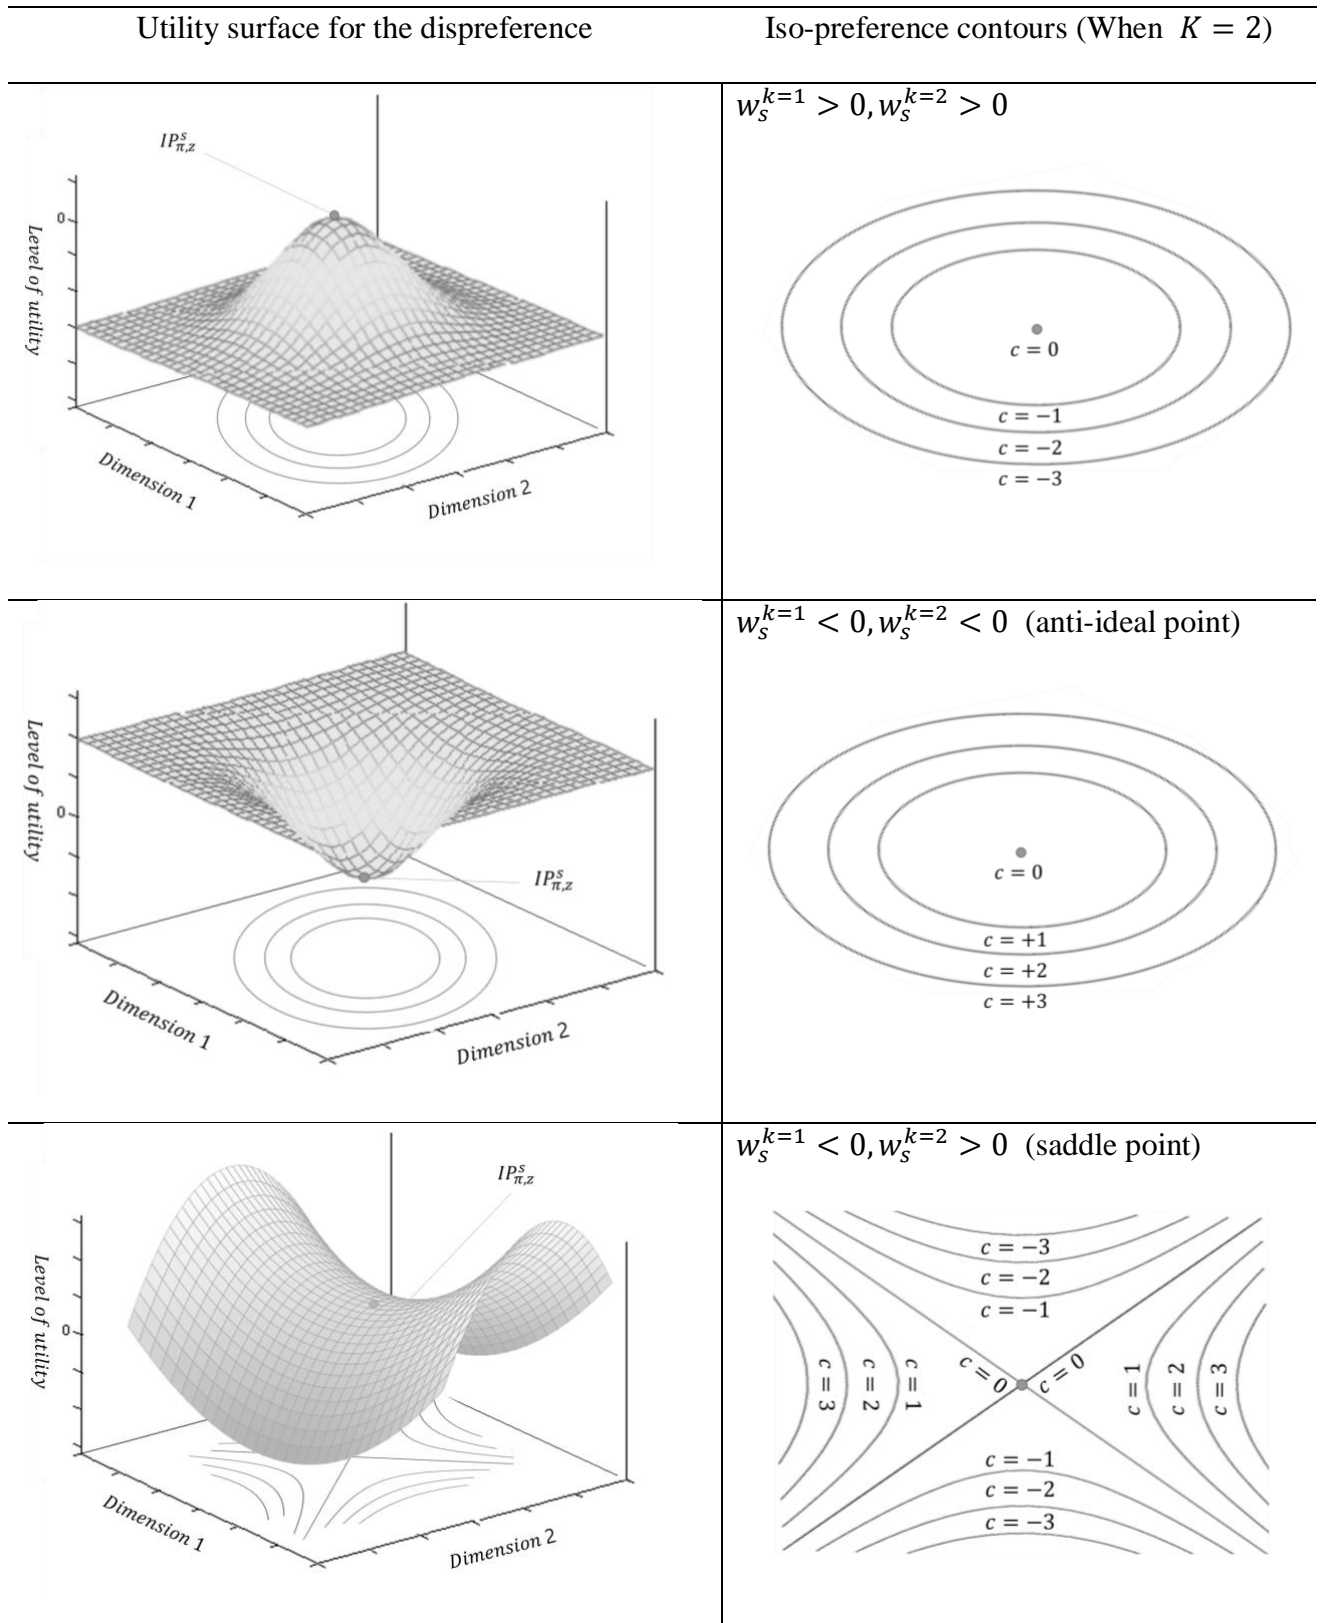 Utility surface for the dispreference
Iso-preference contours (When K = 2)
IP^s_{π,z}
0
Level of utility
Dimension 1
Dimension 2
w_s^{k=1} > 0, w_s^{k=2} > 0
c = 0
c = −1
c = −2
c = −3
0
Level of utility
IP^s_{π,z}
Dimension 1
Dimension 2
w_s^{k=1} < 0, w_s^{k=2} < 0 (anti-ideal point)
c = 0
c = +1
c = +2
c = +3
IP^s_{π,z}
0
Level of utility
Dimension 1
Dimension 2
w_s^{k=1} < 0, w_s^{k=2} > 0 (saddle point)
c = −3
c = −2
c = −1
c = 3
c = 2
c = 1
c = 0
c = 0
c = 1
c = 2
c = 3
c = −1
c = −2
c = −3